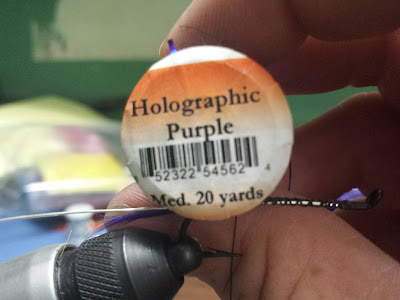 Holographic
Purple
52322 54562 4
Med. 20 yards